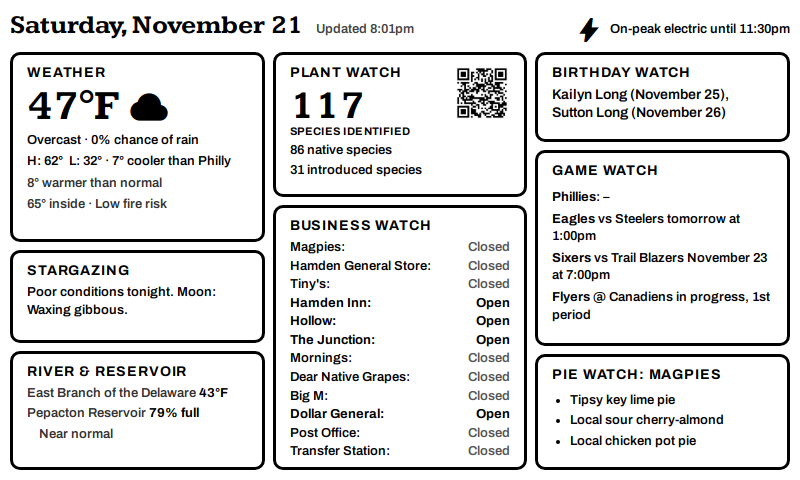 Saturday, November 21 Updated 8:01pm
On-peak electric until 11:30pm
WEATHER
47°F
Overcast · 0% chance of rain
H: 62° L: 32° · 7° cooler than Philly
8° warmer than normal
65° inside · Low fire risk
STARGAZING
Poor conditions tonight. Moon:
Waxing gibbous.
RIVER & RESERVOIR
East Branch of the Delaware 43°F
Pepacton Reservoir 79% full
Near normal
PLANT WATCH
117
SPECIES IDENTIFIED
86 native species
31 introduced species
BUSINESS WATCH
Magpies: Closed
Hamden General Store: Closed
Tiny's: Closed
Hamden Inn: Open
Hollow: Open
The Junction: Open
Mornings: Closed
Dear Native Grapes: Closed
Big M: Closed
Dollar General: Open
Post Office: Closed
Transfer Station: Closed
BIRTHDAY WATCH
Kailyn Long (November 25),
Sutton Long (November 26)
GAME WATCH
Phillies: –
Eagles vs Steelers tomorrow at
1:00pm
Sixers vs Trail Blazers November 23
at 7:00pm
Flyers @ Canadiens in progress, 1st
period
PIE WATCH: MAGPIES
• Tipsy key lime pie
• Local sour cherry-almond
• Local chicken pot pie